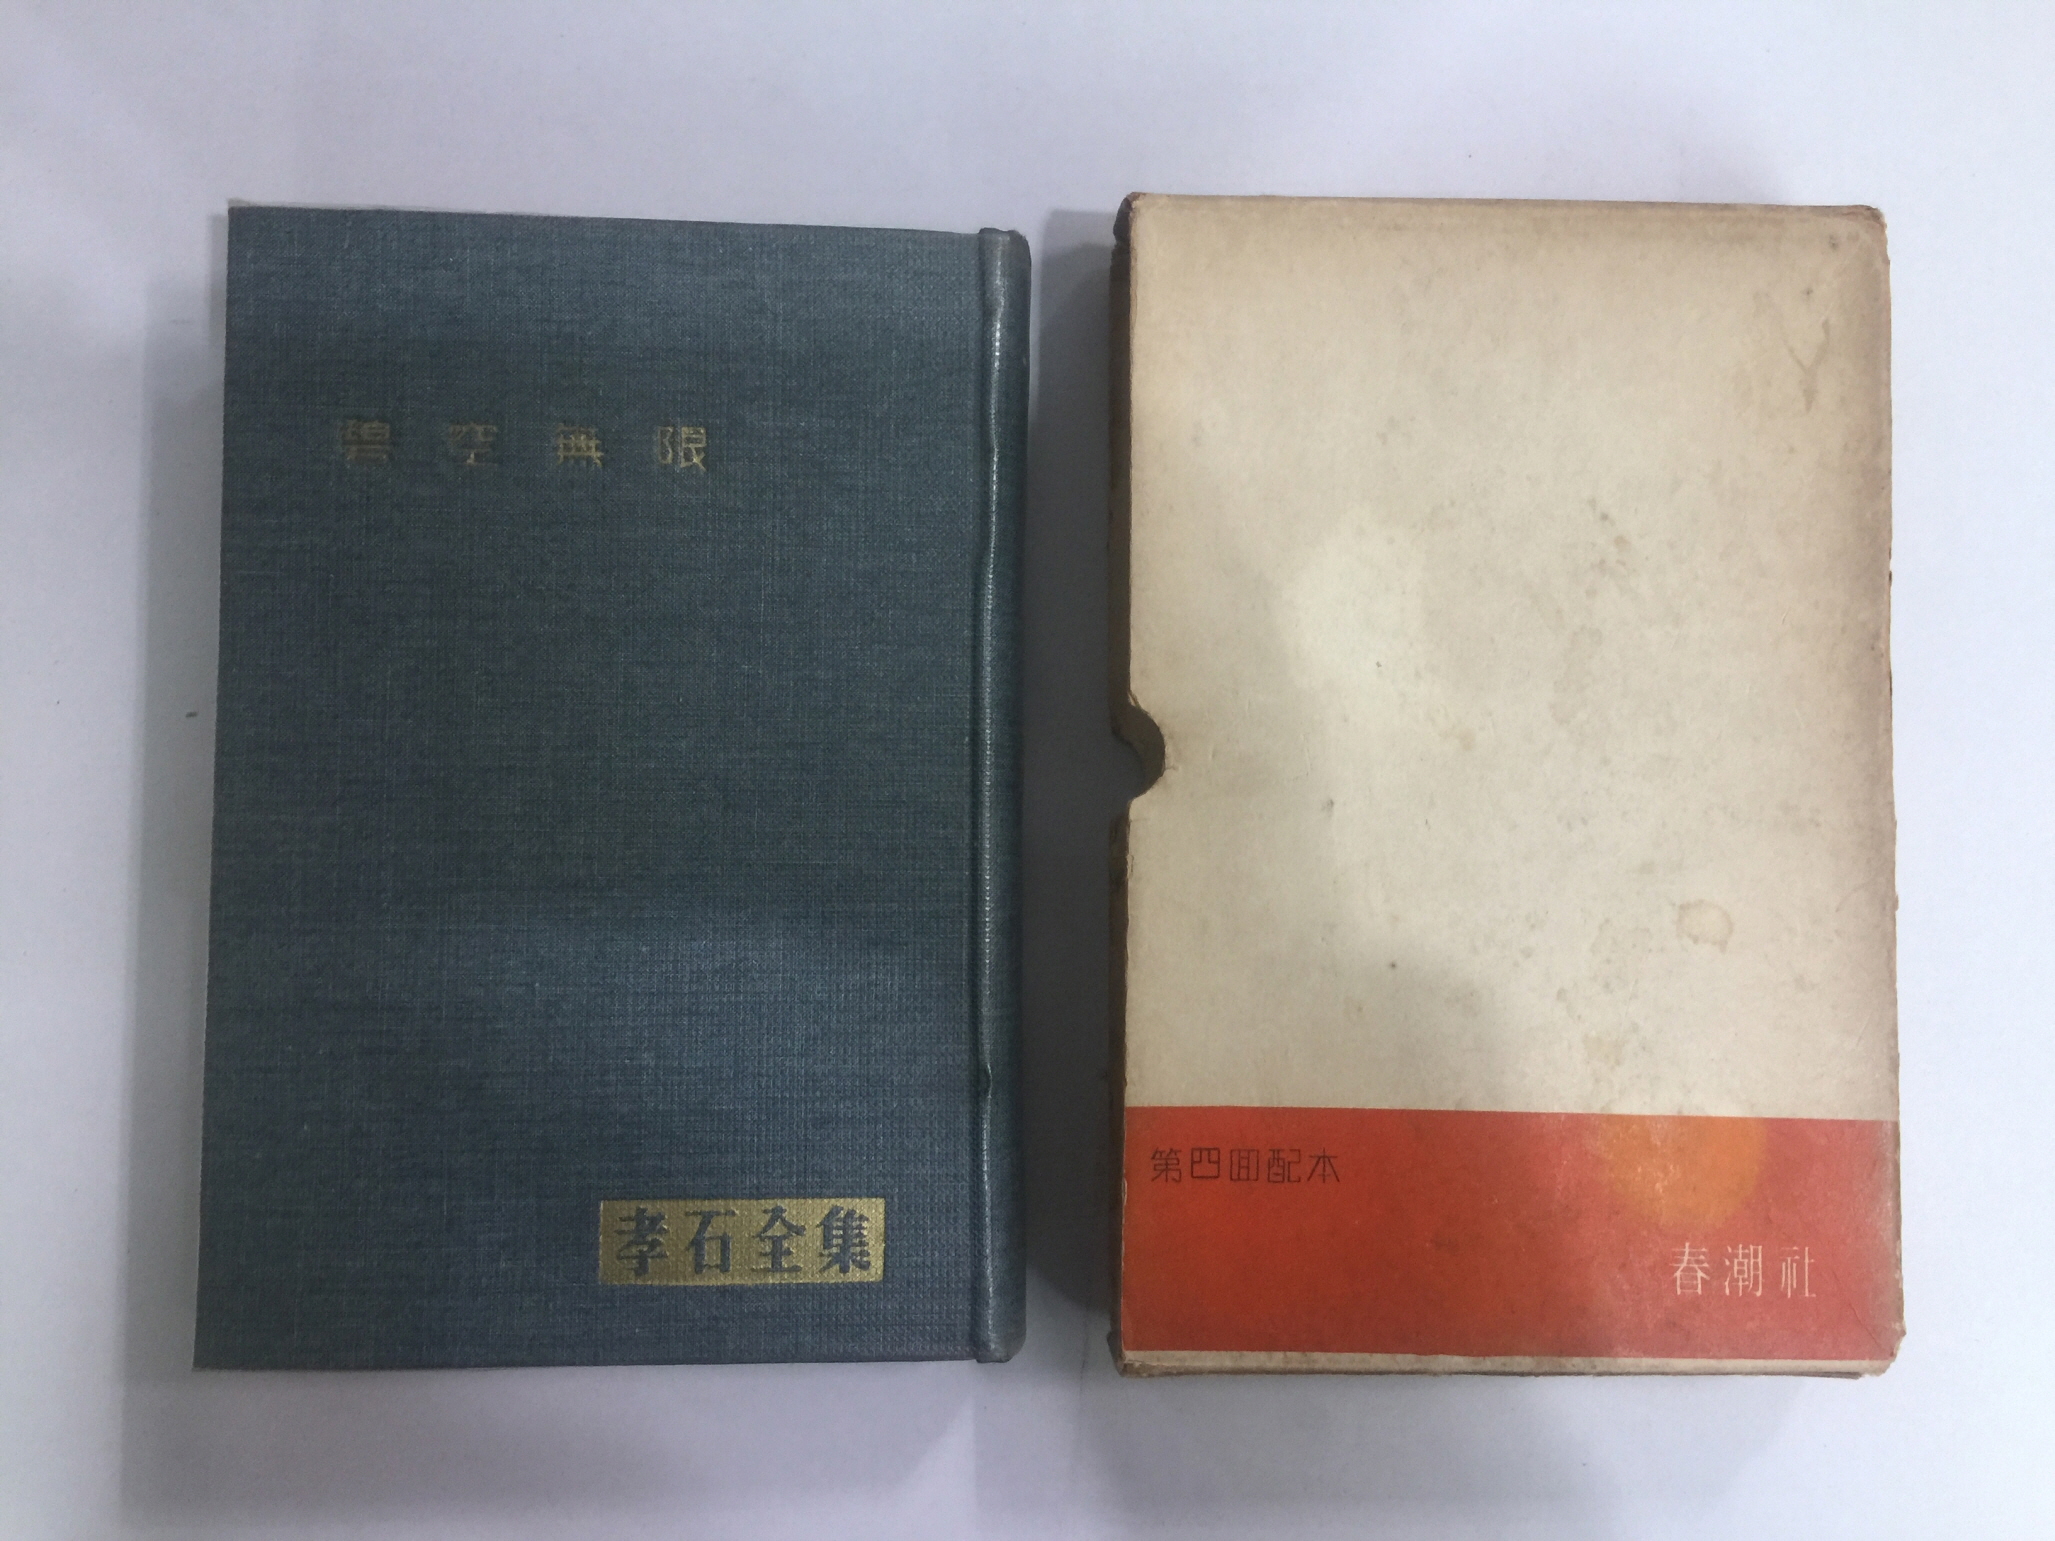 碧空無限
孝石全集
第四回配本
春潮社